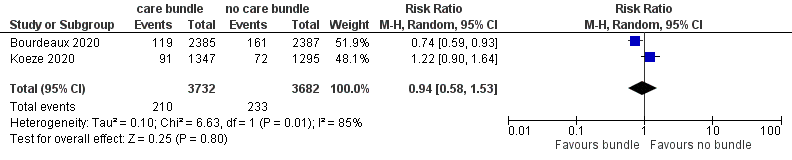 care bundle no care bundle Risk Ratio Risk Ratio
Study or Subgroup Events Total Events Total Weight M-H, Random, 95% CI M-H, Random, 95% CI
Bourdeaux 2020 119 2385 161 2387 51.9% 0.74 [0.59, 0.93]
Koeze 2020 91 1347 72 1295 48.1% 1.22 [0.90, 1.64]
Total (95% CI) 3732 3682 100.0% 0.94 [0.58, 1.53]
Total events 210 233
Heterogeneity: Tau² = 0.10; Chi² = 6.63, df = 1 (P = 0.01); I² = 85%
Test for overall effect: Z = 0.25 (P = 0.80)
0.01 0.1 1 10 100
Favours bundle Favours no bundle